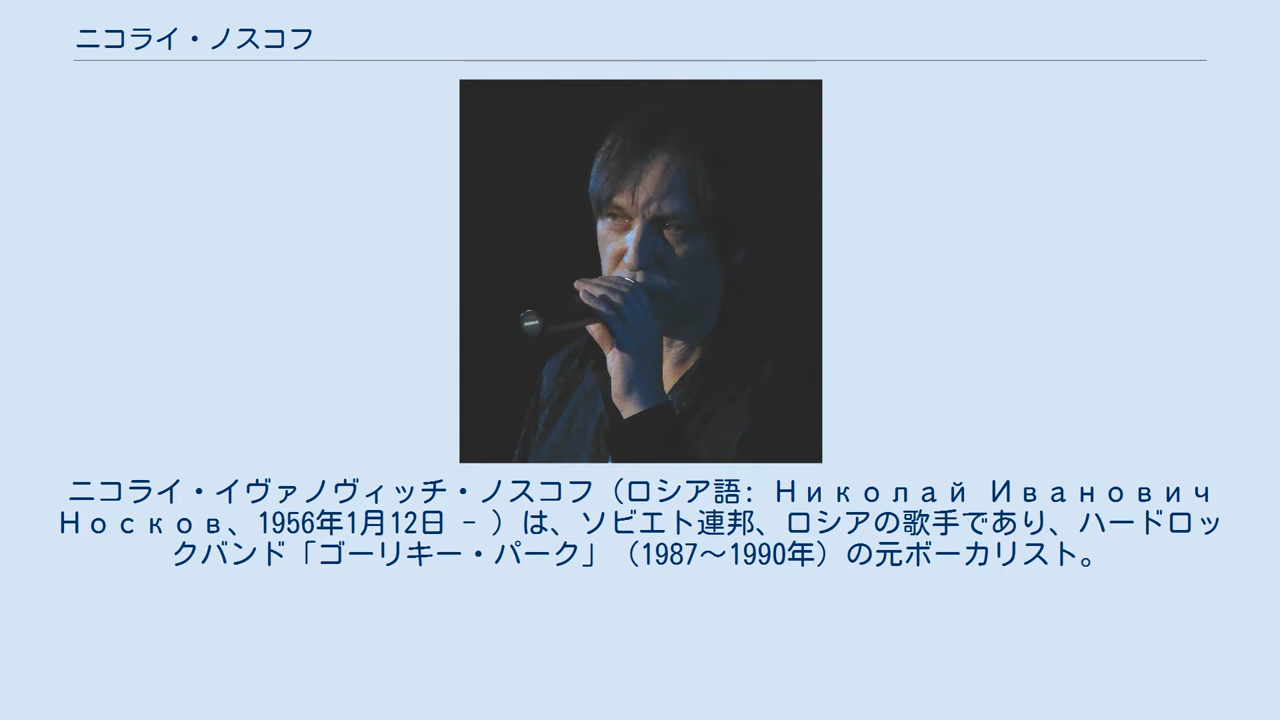 ニコライ・ノスコフ
ニコライ・イヴァノヴィッチ・ノスコフ（ロシア語: Николай Иванович
Носков、1956年1月12日 - ）は、ソビエト連邦、ロシアの歌手であり、ハードロッ
クバンド「ゴーリキー・パーク」（1987〜1990年）の元ボーカリスト。